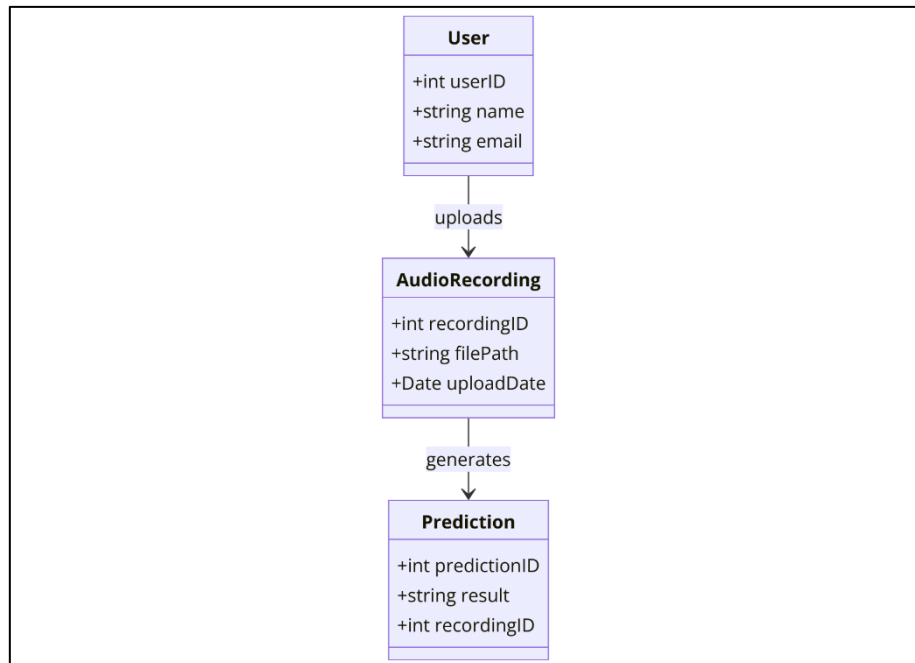 User
+int userID
+string name
+string email
uploads
AudioRecording
+int recordingID
+string filePath
+Date uploadDate
generates
Prediction
+int predictionID
+string result
+int recordingID